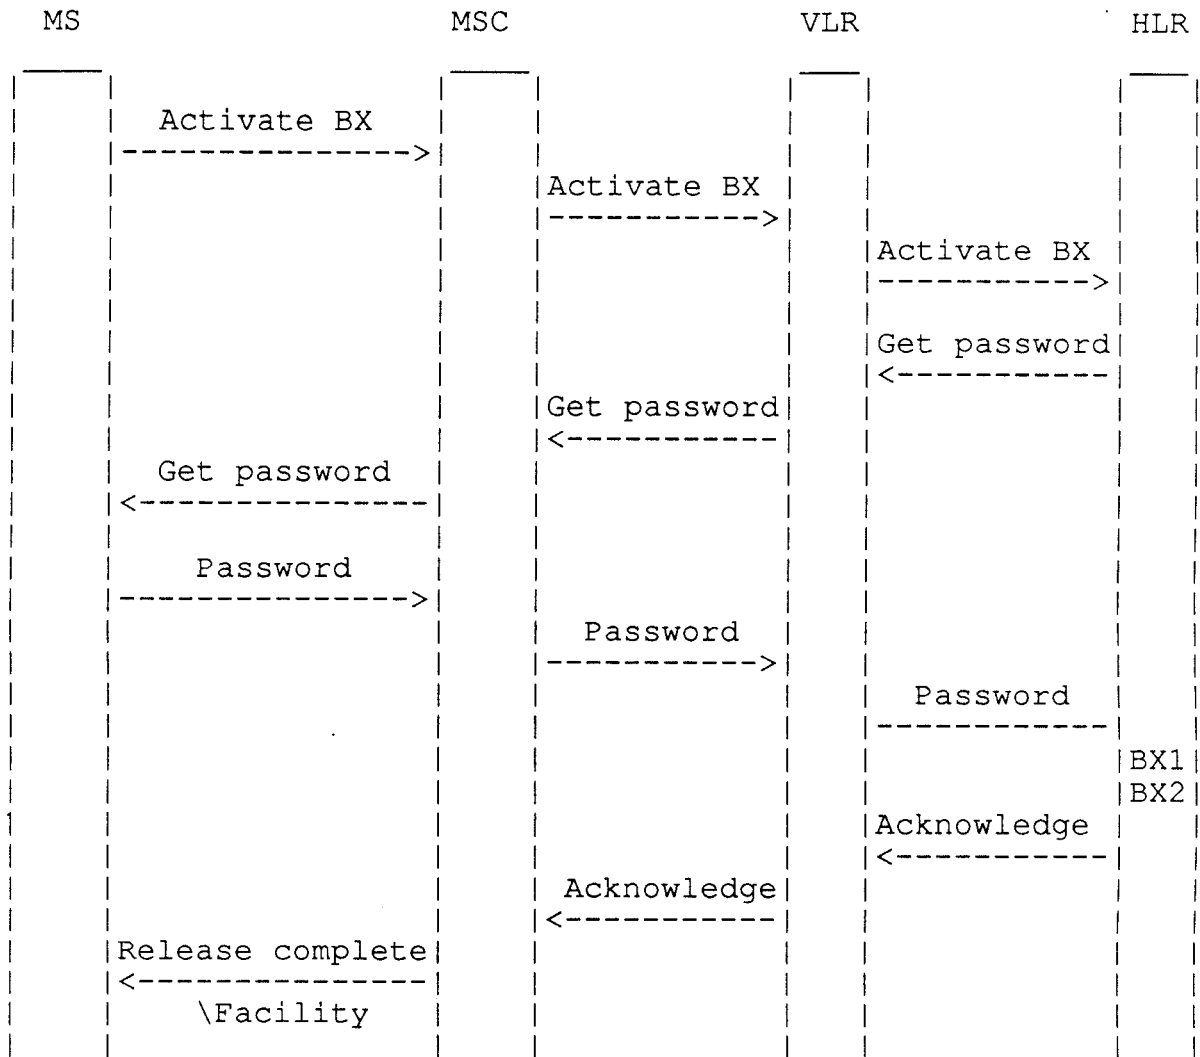 MS MSC VLR HLR
Activate BX
Activate BX
Activate BX
Get password
Get password
Get password
Password
Password
Password
BX1
BX2
Acknowledge
Acknowledge
Release complete
\Facility